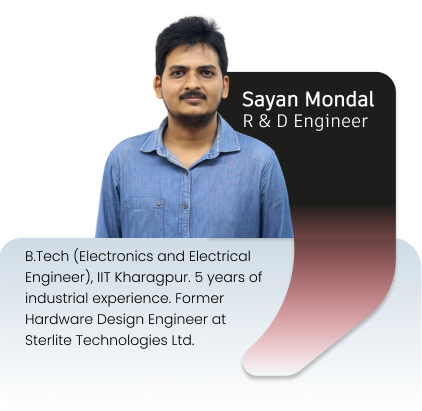 Sayan Mondal
R & D Engineer
B.Tech (Electronics and Electrical
Engineer), IIT Kharagpur. 5 years of
industrial experience. Former
Hardware Design Engineer at
Sterlite Technologies Ltd.